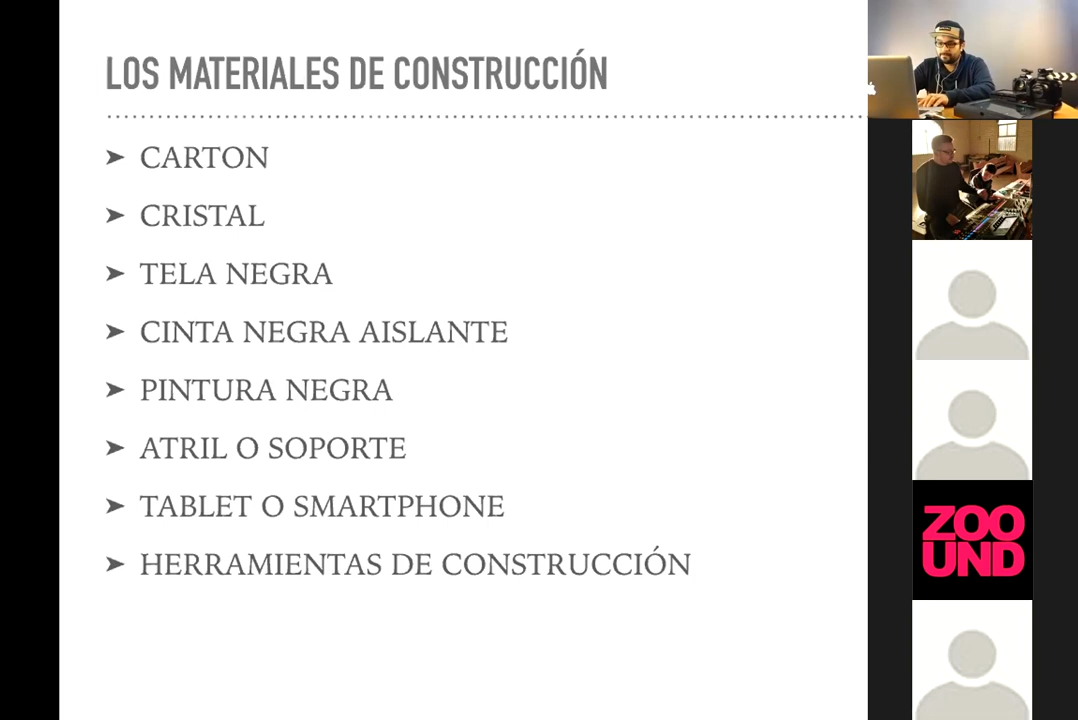 LOS MATERIALES DE CONSTRUCCIÓN
CARTON
CRISTAL
TELA NEGRA
CINTA NEGRA AISLANTE
PINTURA NEGRA
ATRIL O SOPORTE
TABLET O SMARTPHONE
HERRAMIENTAS DE CONSTRUCCIÓN
ZOO
UND